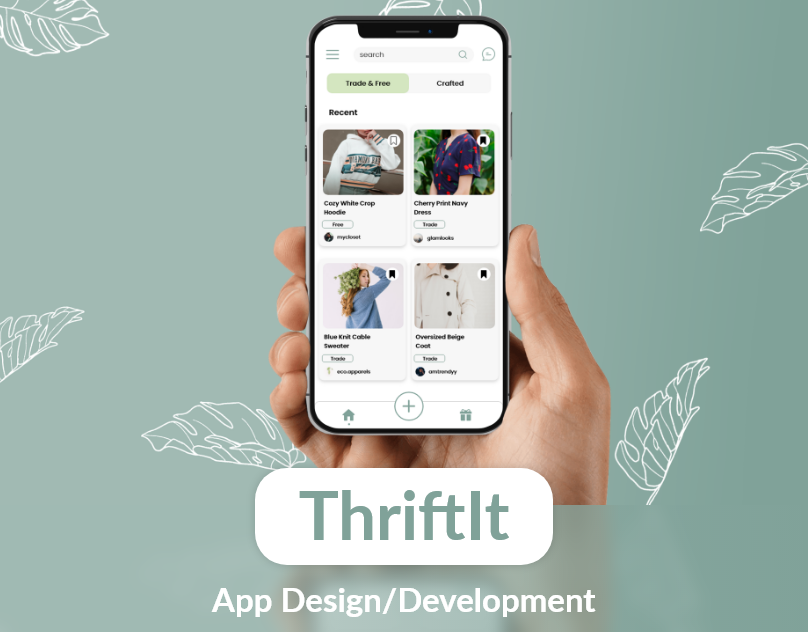 search
Trade & Free
Crafted
Recent
Cozy White Crop
Hoodie
Free
mycloset
Cherry Print Navy
Dress
Trade
glamlooks
Blue Knit Cable
Sweater
Trade
eco.apparels
Oversized Beige
Coat
Trade
amtrendyy
ThriftIt
App Design/Development